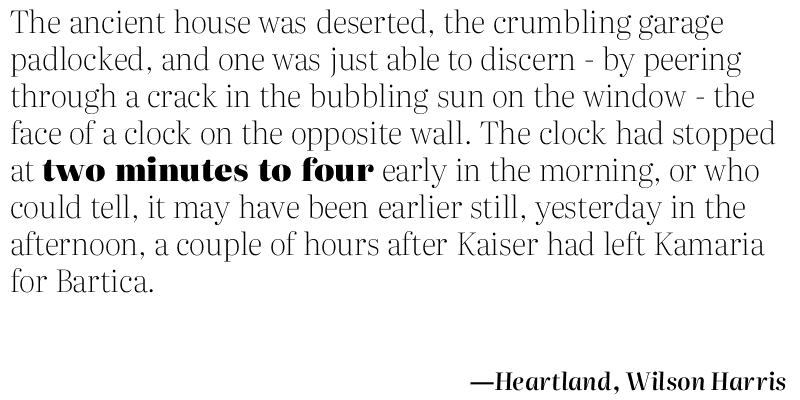 The ancient house was deserted, the crumbling garage
padlocked, and one was just able to discern - by peering
through a crack in the bubbling sun on the window - the
face of a clock on the opposite wall. The clock had stopped
at two minutes to four early in the morning, or who
could tell, it may have been earlier still, yesterday in the
afternoon, a couple of hours after Kaiser had left Kamaria
for Bartica.
—Heartland, Wilson Harris